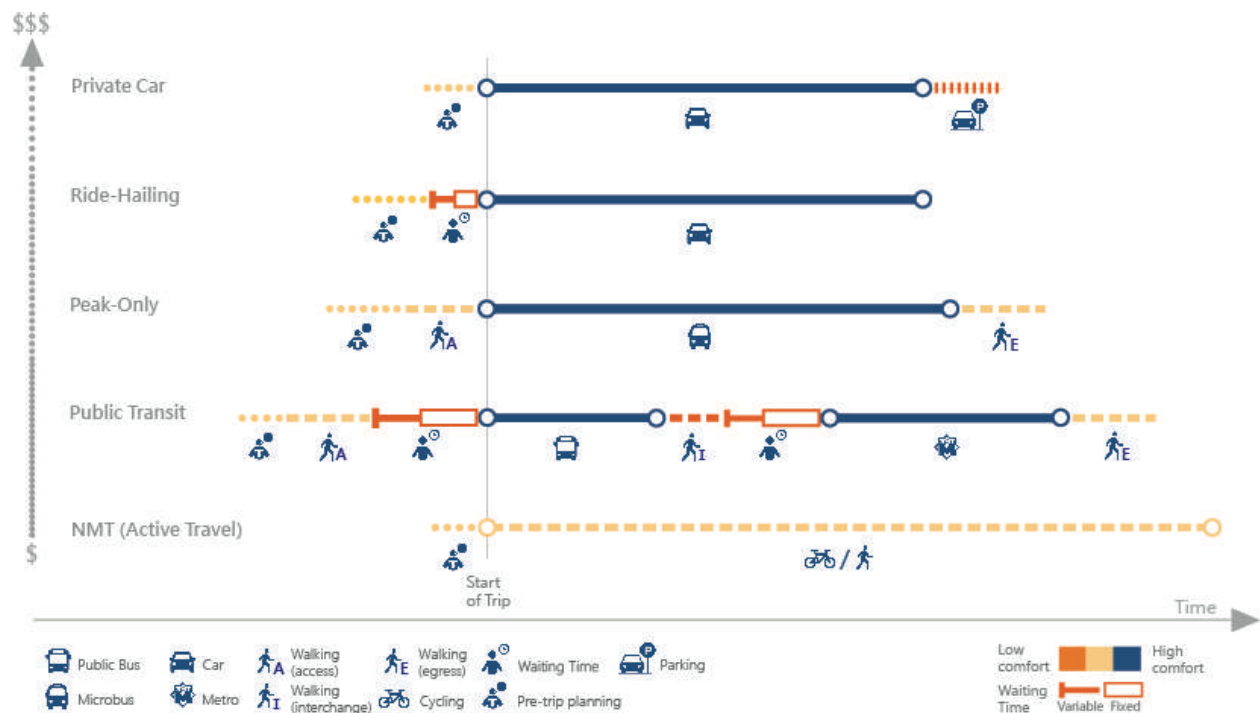 $$$
Private Car
P
Ride-Hailing
Peak-Only
A
E
Public Transit
A
I
M
E
NMT (Active Travel)
$
Start
of Trip
Time
Public Bus
Car
A
Walking
(access)
E
Walking
(egress)
Waiting Time
P
Parking
Microbus
M
Metro
I
Walking
(interchange)
Cycling
Pre-trip planning
Low
comfort
High
comfort
Waiting
Time
Variable
Fixed